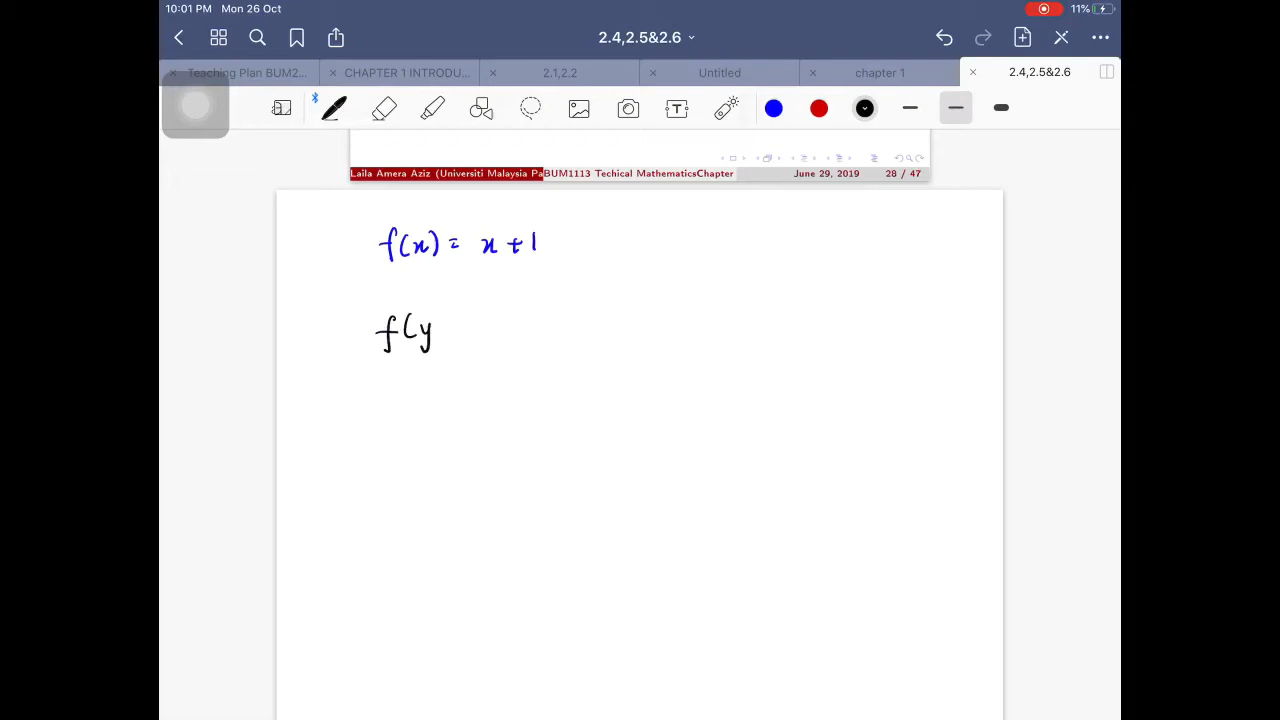 10:01 PM Mon 26 Oct 11%
2.4,2.5&2.6
Teaching Plan BUM2... CHAPTER 1 INTRODU... 2.1,2.2 Untitled chapter 1 2.4,2.5&2.6
Laila Amera Aziz (Universiti Malaysia Pa BUM1113 Techical MathematicsChapter June 29, 2019 28 / 47
f(x) = x + 1
f(y